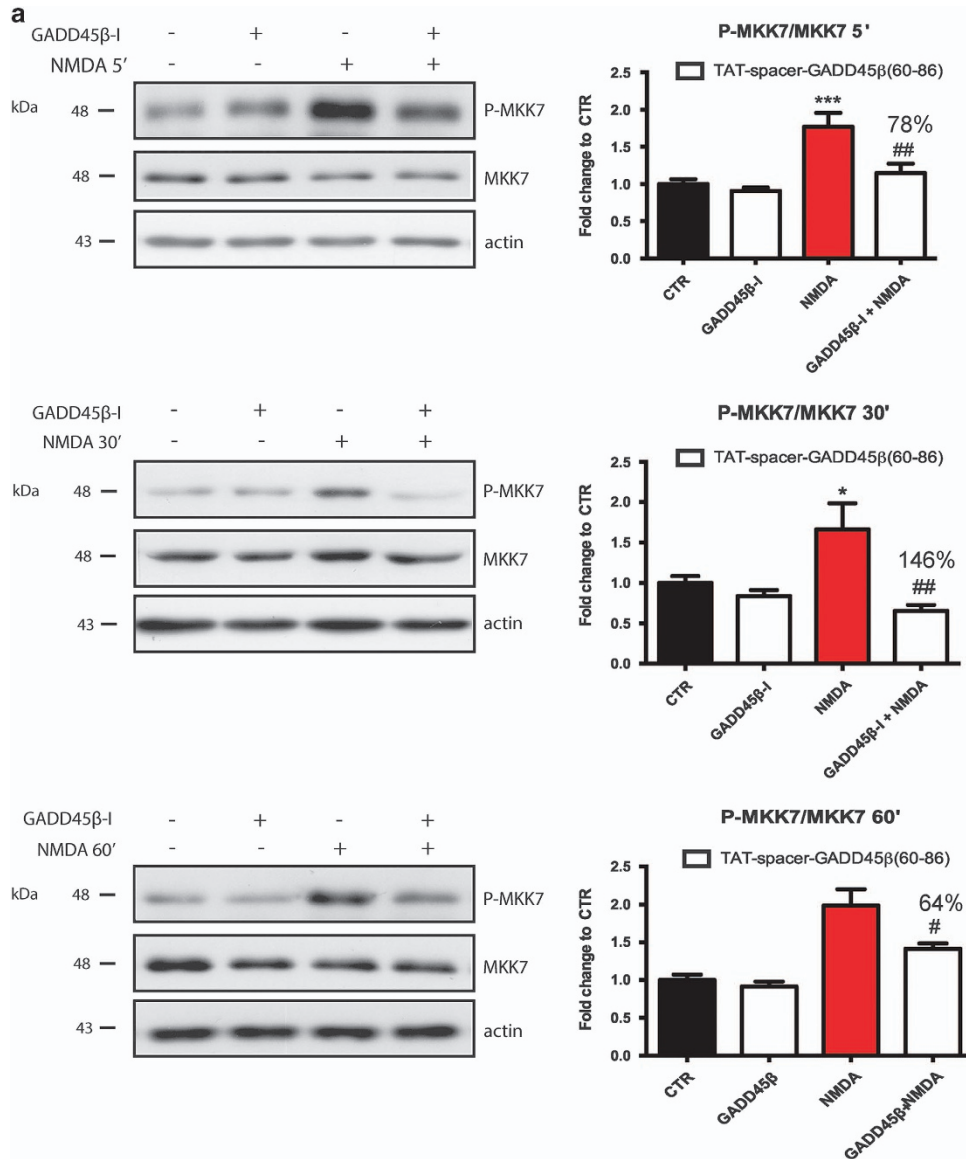 a
GADD45β-I - + - +
NMDA 5' - - + +
kDa 48 P-MKK7
48 MKK7
43 actin
P-MKK7/MKK7 5'
TAT-spacer-GADD45β(60-86)
Fold change to CTR
2.5
2.0
1.5
1.0
0.5
0.0
***
78%
##
CTR
GADD45β-I
NMDA
GADD45β-I + NMDA
GADD45β-I - + - +
NMDA 30' - - + +
kDa 48 P-MKK7
48 MKK7
43 actin
P-MKK7/MKK7 30'
TAT-spacer-GADD45β(60-86)
Fold change to CTR
2.5
2.0
1.5
1.0
0.5
0.0
*
146%
##
CTR
GADD45β-I
NMDA
GADD45β-I + NMDA
GADD45β-I - + - +
NMDA 60' - - + +
kDa 48 P-MKK7
48 MKK7
43 actin
P-MKK7/MKK7 60'
TAT-spacer-GADD45β(60-86)
Fold change to CTR
2.5
2.0
1.5
1.0
0.5
0.0
64%
#
CTR
GADD45β
NMDA
GADD45β+NMDA